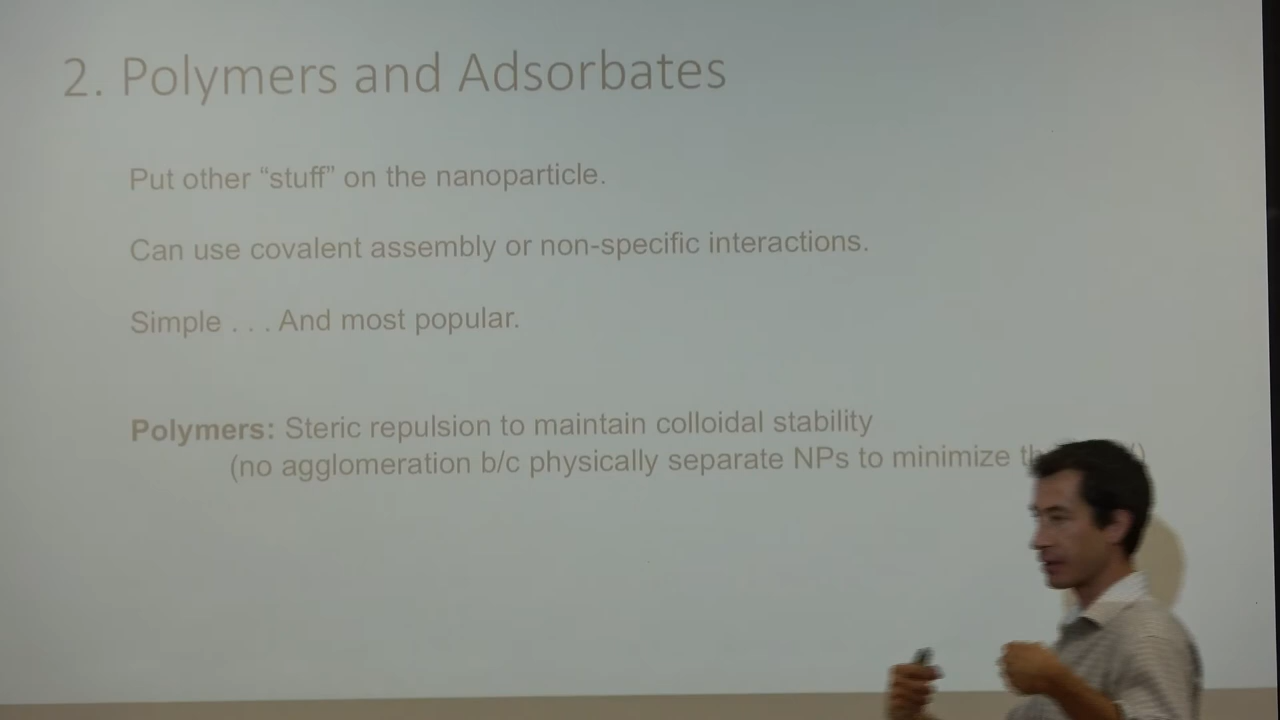 2. Polymers and Adsorbates
Put other “stuff” on the nanoparticle.
Can use covalent assembly or non-specific interactions.
Simple . . . And most popular.
Polymers: Steric repulsion to maintain colloidal stability
(no agglomeration b/c physically separate NPs to minimize